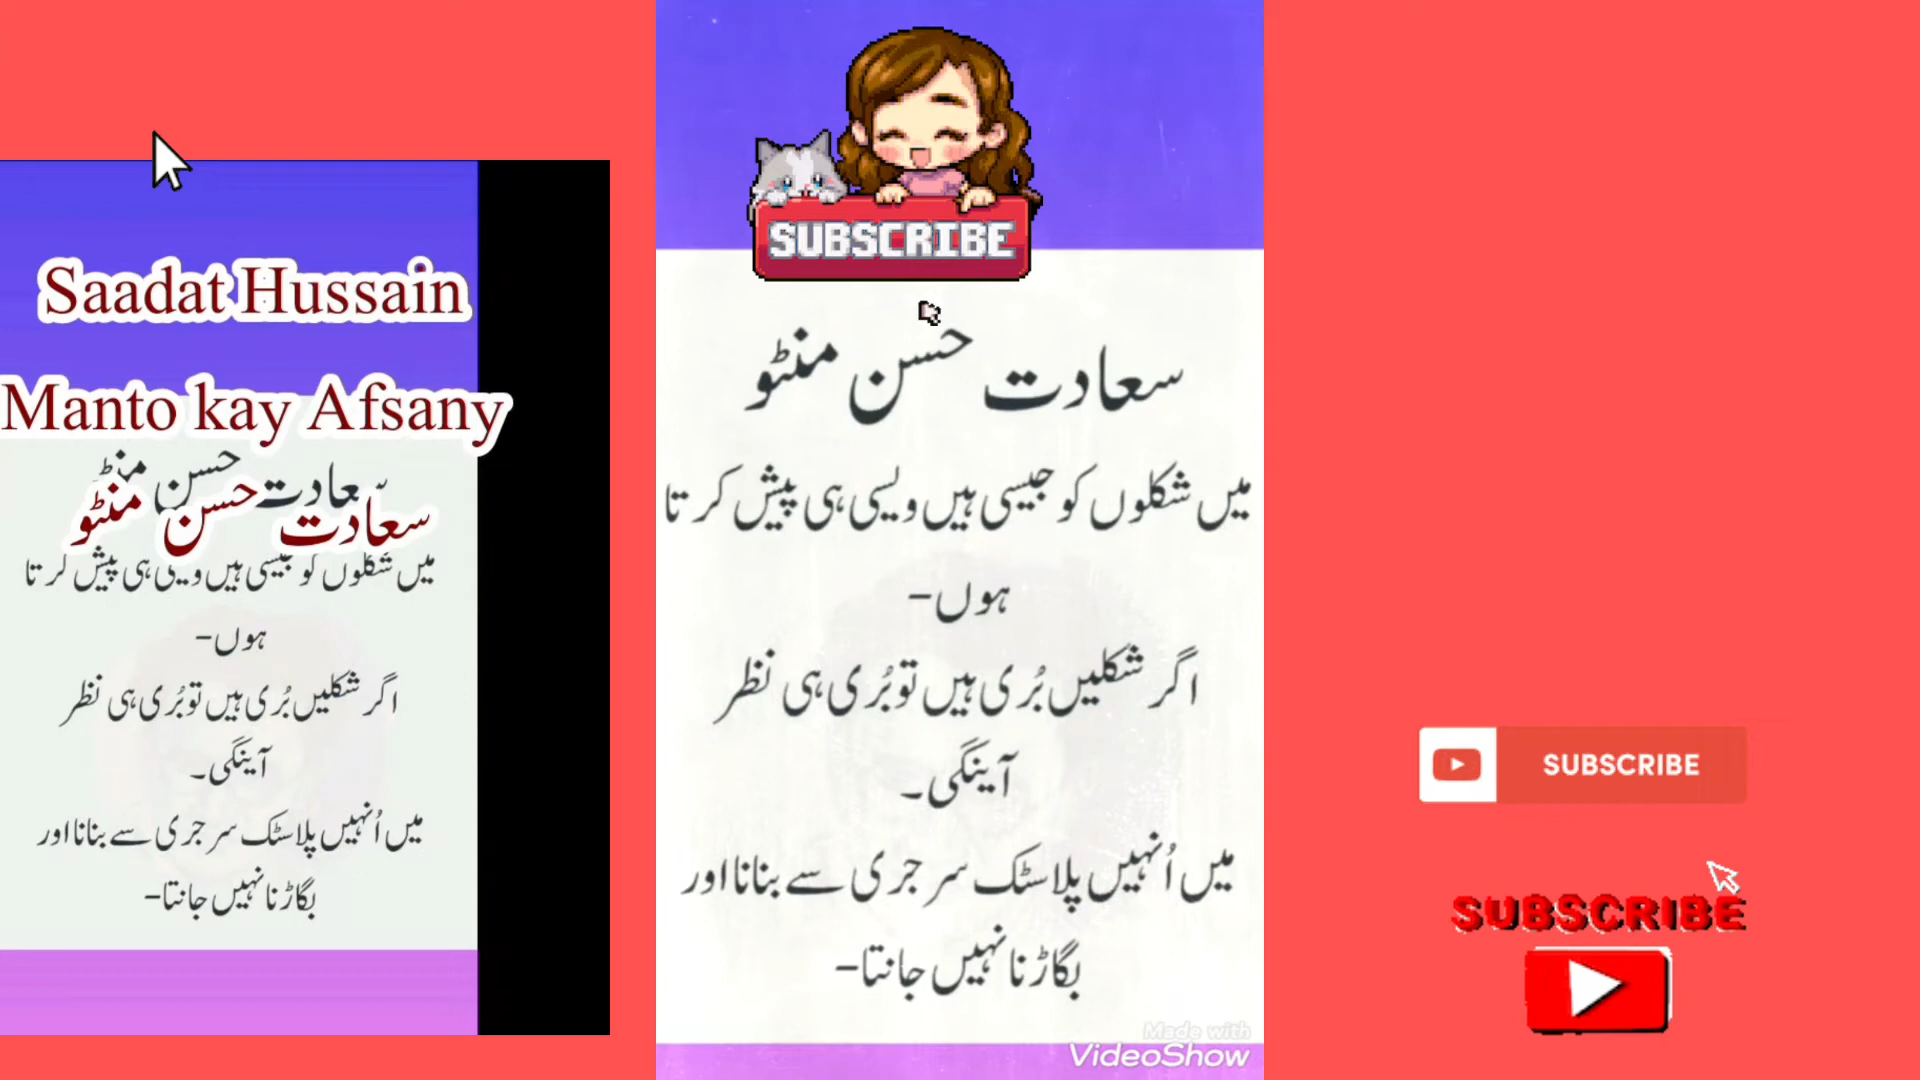 Saadat Hussain
Manto kay Afsany
سعادت حسن منٹو
سعادت حسن منٹو
میں شکلوں کو جیسی ہیں ویسی ہی پیش کرتا
ہوں-
اگر شکلیں بُری ہیں تو بُری ہی نظر
آینگی۔
میں اُنہیں پلاسٹک سرجری سے بنانا اور
بگاڑنا نہیں جانتا-
SUBSCRIBE
سعادت حسن منٹو
میں شکلوں کو جیسی ہیں ویسی ہی پیش کرتا
ہوں-
اگر شکلیں بُری ہیں تو بُری ہی نظر
آینگی۔
میں اُنہیں پلاسٹک سرجری سے بنانا اور
بگاڑنا نہیں جانتا-
Made with
VideoShow
SUBSCRIBE
SUBSCRIBE